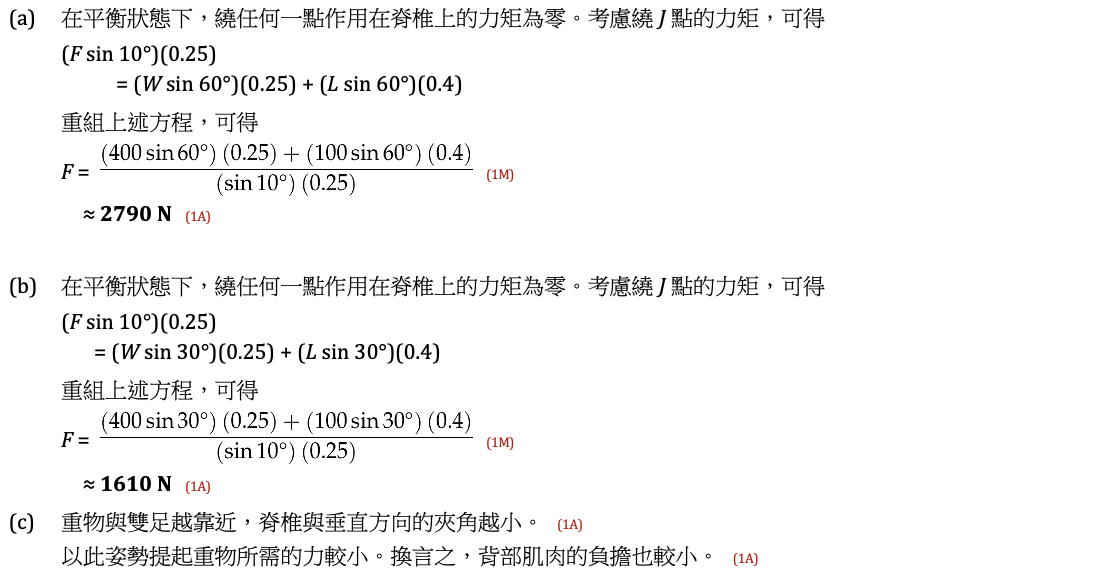 (a) 在平衡狀態下，繞任何一點作用在脊椎上的力矩為零。考慮繞 J 點的力矩，可得
(F sin 10°)(0.25)
= (W sin 60°)(0.25) + (L sin 60°)(0.4)
重組上述方程，可得
F = \frac{(400 sin 60°) (0.25) + (100 sin 60°) (0.4)}{(sin 10°) (0.25)} (1M)
≈ 2790 N (1A)
(b) 在平衡狀態下，繞任何一點作用在脊椎上的力矩為零。考慮繞 J 點的力矩，可得
(F sin 10°)(0.25)
= (W sin 30°)(0.25) + (L sin 30°)(0.4)
重組上述方程，可得
F = \frac{(400 sin 30°) (0.25) + (100 sin 30°) (0.4)}{(sin 10°) (0.25)} (1M)
≈ 1610 N (1A)
(c) 重物與雙足越靠近，脊椎與垂直方向的夾角越小。 (1A)
以此姿勢提起重物所需的力較小。換言之，背部肌肉的負擔也較小。 (1A)